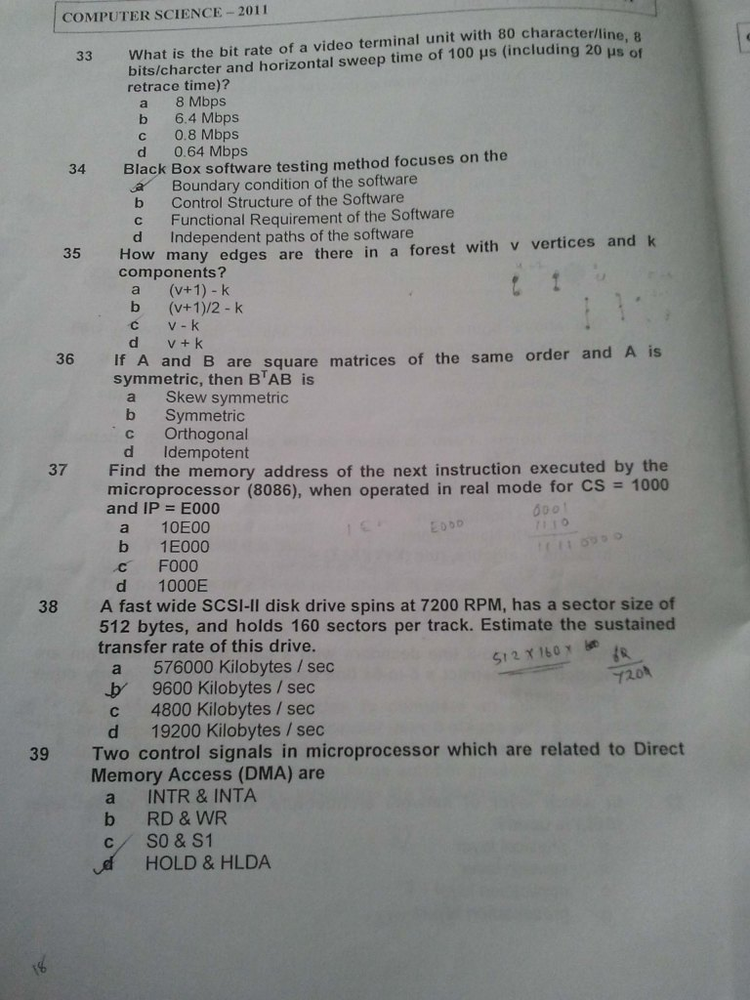 COMPUTER SCIENCE – 2011
33 What is the bit rate of a video terminal unit with 80 character/line, 8
bits/charcter and horizontal sweep time of 100 µs (including 20 µs of
retrace time)?
a 8 Mbps
b 6.4 Mbps
c 0.8 Mbps
d 0.64 Mbps
34 Black Box software testing method focuses on the
a Boundary condition of the software
b Control Structure of the Software
c Functional Requirement of the Software
d Independent paths of the software
35 How many edges are there in a forest with v vertices and k
components?
a (v+1) - k
b (v+1)/2 - k
c v - k
d v + k
36 If A and B are square matrices of the same order and A is
symmetric, then BᵀAB is
a Skew symmetric
b Symmetric
c Orthogonal
d Idempotent
37 Find the memory address of the next instruction executed by the
microprocessor (8086), when operated in real mode for CS = 1000
and IP = E000
a 10E00
b 1E000
c F000
d 1000E
E000
0001
1110
1111 0000
38 A fast wide SCSI-II disk drive spins at 7200 RPM, has a sector size of
512 bytes, and holds 160 sectors per track. Estimate the sustained
transfer rate of this drive.
512 X 160 X
a 576000 Kilobytes / sec
b 9600 Kilobytes / sec
c 4800 Kilobytes / sec
d 19200 Kilobytes / sec
39 Two control signals in microprocessor which are related to Direct
Memory Access (DMA) are
a INTR & INTA
b RD & WR
c S0 & S1
d HOLD & HLDA
18